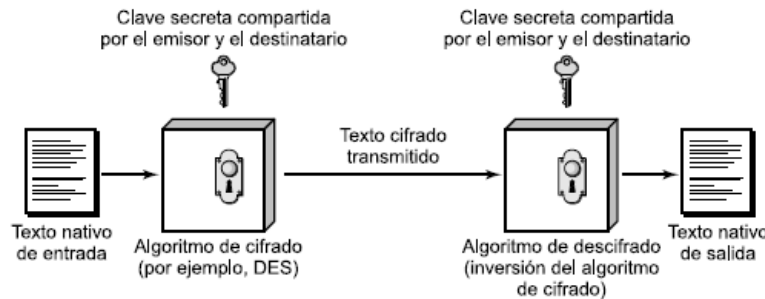 Clave secreta compartida
por el emisor y el destinatario
Clave secreta compartida
por el emisor y el destinatario
Texto cifrado
transmitido
Texto nativo
de entrada
Algoritmo de cifrado
(por ejemplo, DES)
Algoritmo de descifrado
(inversión del algoritmo
de cifrado)
Texto nativo
de salida